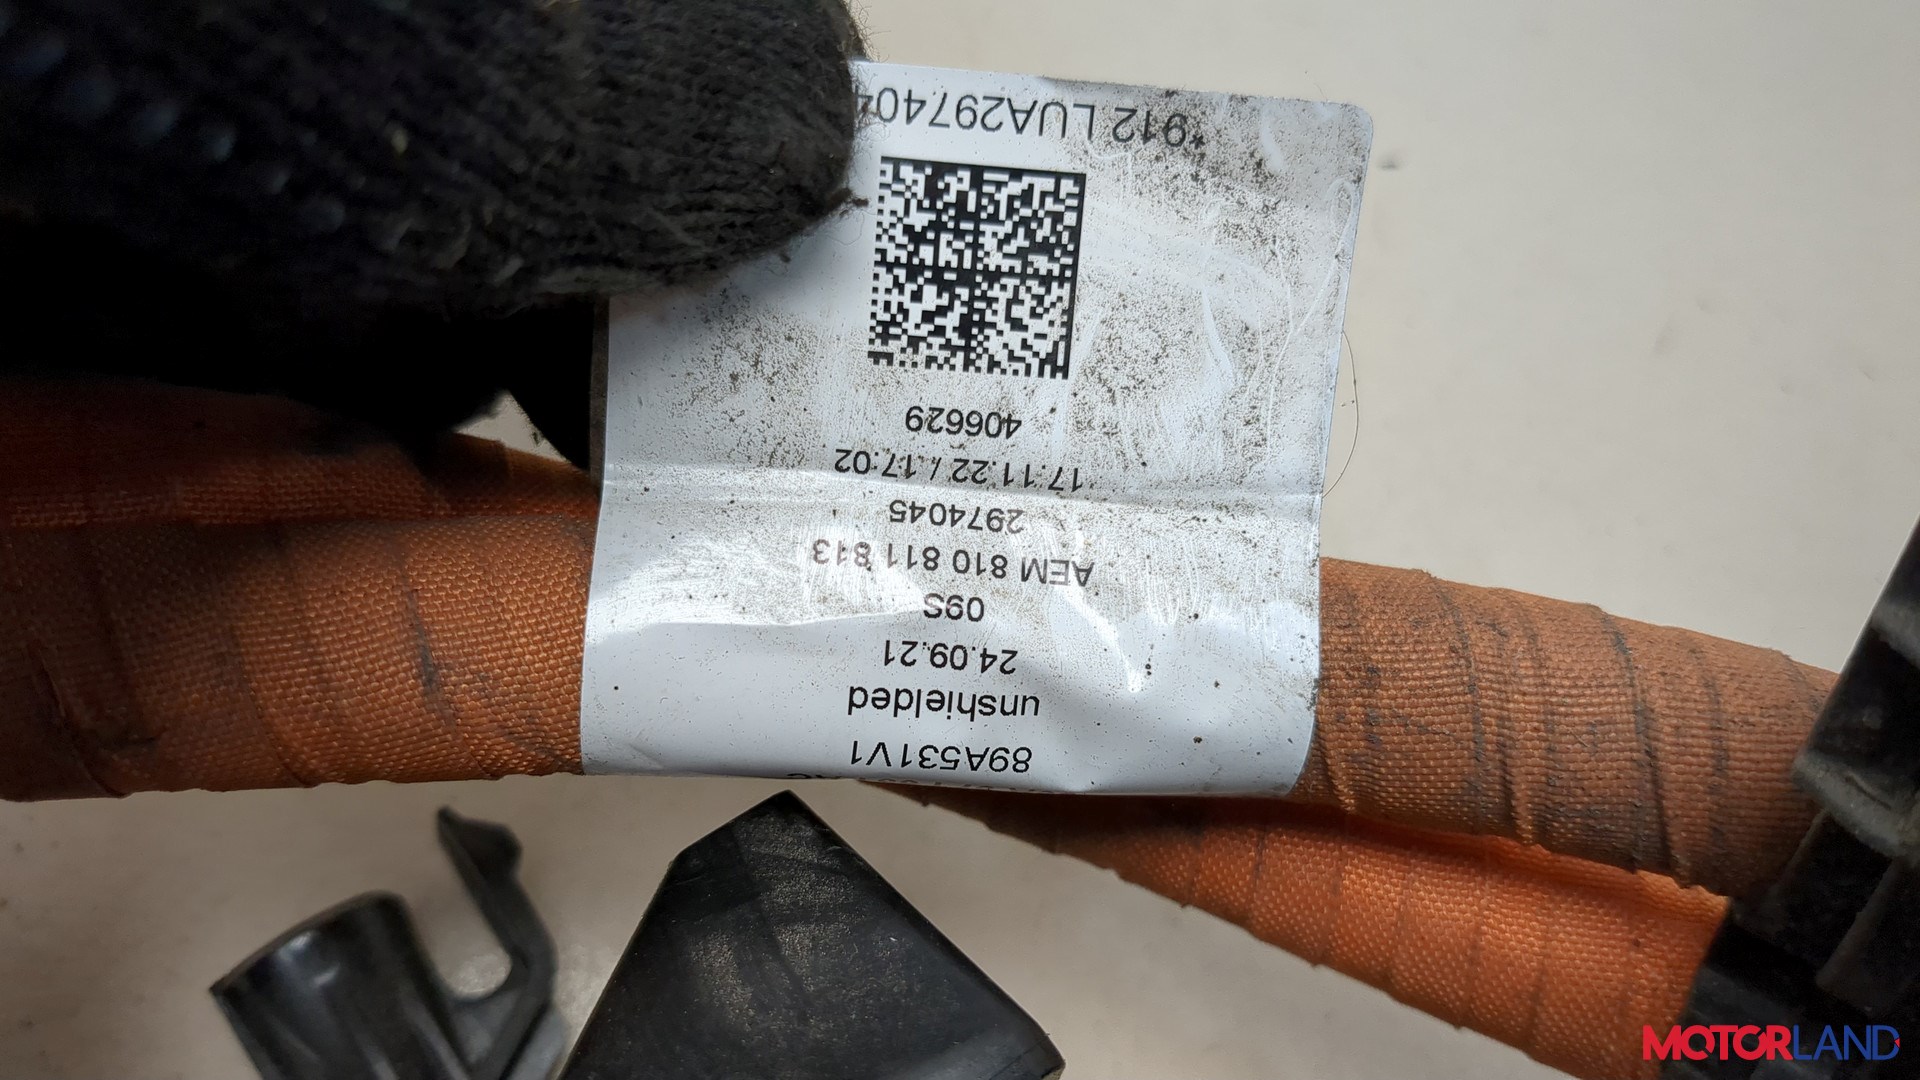 89A531V1
unshielded
24.09.21
09S
AEM 810 811 813
2974045
17.11.22 / 17:02
406629
*912 LUA297404
MOTORLAND